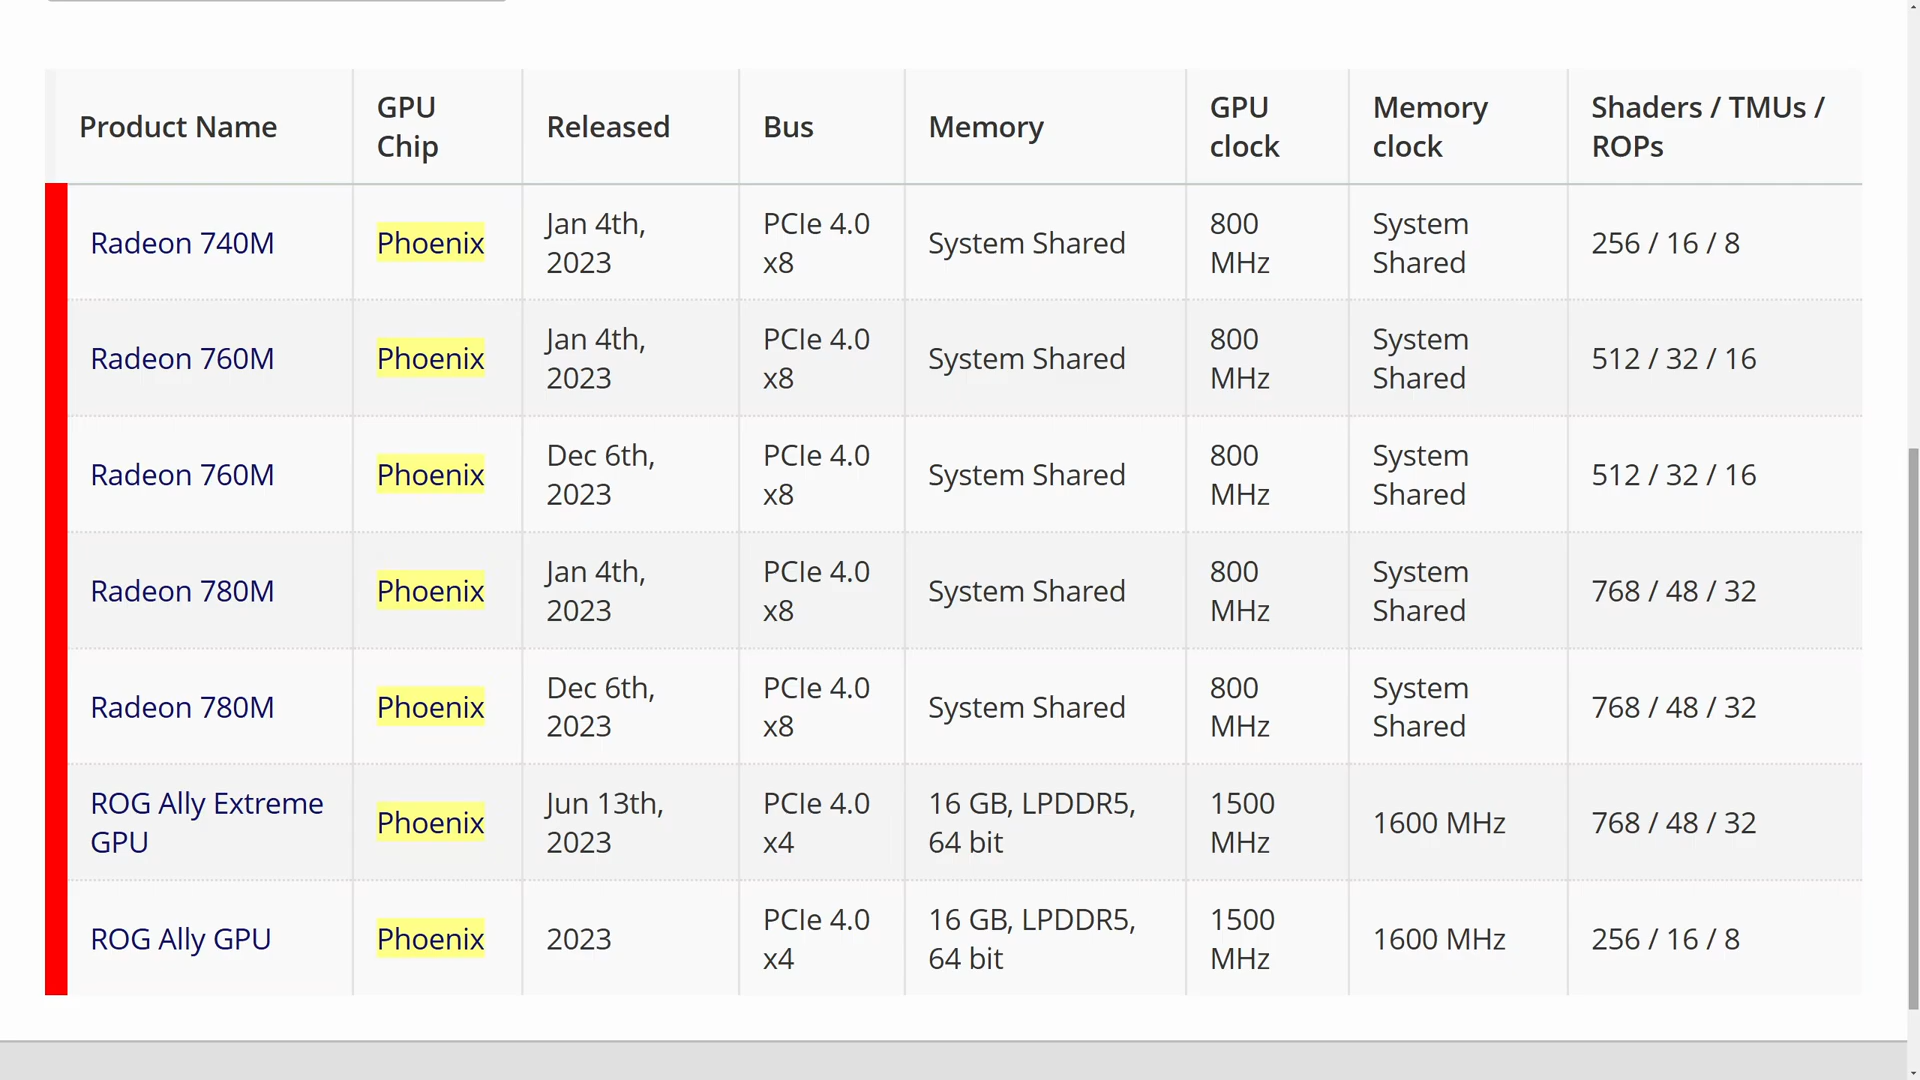 Product Name
GPU
Chip
Released
Bus
Memory
GPU
clock
Memory
clock
Shaders / TMUs /
ROPs
Radeon 740M
Phoenix
Jan 4th,
2023
PCIe 4.0
x8
System Shared
800
MHz
System
Shared
256 / 16 / 8
Radeon 760M
Phoenix
Jan 4th,
2023
PCIe 4.0
x8
System Shared
800
MHz
System
Shared
512 / 32 / 16
Radeon 760M
Phoenix
Dec 6th,
2023
PCIe 4.0
x8
System Shared
800
MHz
System
Shared
512 / 32 / 16
Radeon 780M
Phoenix
Jan 4th,
2023
PCIe 4.0
x8
System Shared
800
MHz
System
Shared
768 / 48 / 32
Radeon 780M
Phoenix
Dec 6th,
2023
PCIe 4.0
x8
System Shared
800
MHz
System
Shared
768 / 48 / 32
ROG Ally Extreme
GPU
Phoenix
Jun 13th,
2023
PCIe 4.0
x4
16 GB, LPDDR5,
64 bit
1500
MHz
1600 MHz
768 / 48 / 32
ROG Ally GPU
Phoenix
2023
PCIe 4.0
x4
16 GB, LPDDR5,
64 bit
1500
MHz
1600 MHz
256 / 16 / 8